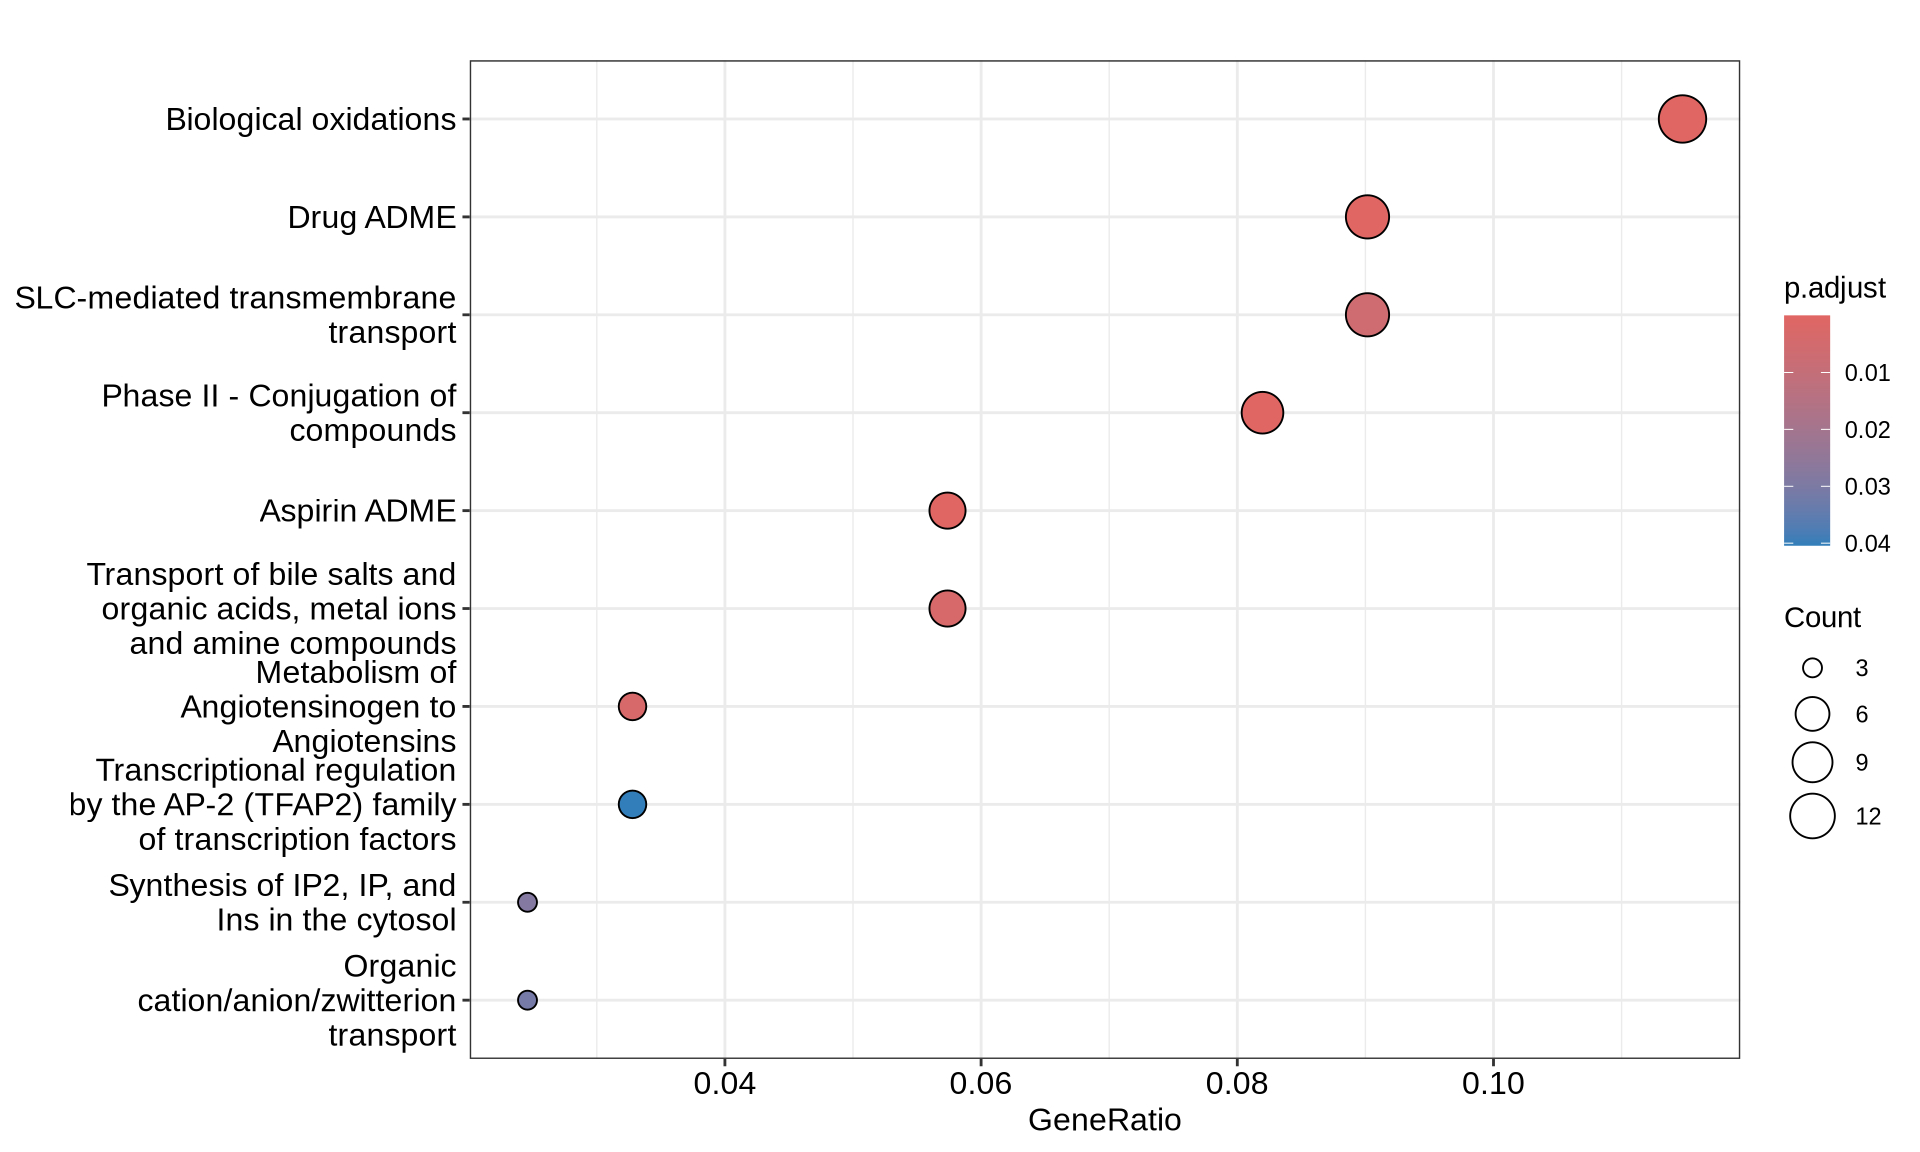 Biological oxidations
Drug ADME
SLC-mediated transmembrane
transport
Phase II - Conjugation of
compounds
Aspirin ADME
Transport of bile salts and
organic acids, metal ions
and amine compounds
Metabolism of
Angiotensinogen to
Angiotensins
Transcriptional regulation
by the AP-2 (TFAP2) family
of transcription factors
Synthesis of IP2, IP, and
Ins in the cytosol
Organic
cation/anion/zwitterion
transport
0.04
0.06
0.08
0.10
GeneRatio
p.adjust
0.01
0.02
0.03
0.04
Count
3
6
9
12